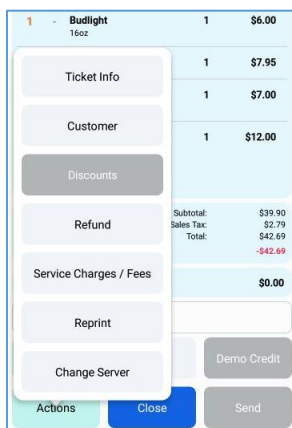 1 - Budlight 1 $6.00
16oz
1 $7.95
1 $7.00
1 $12.00
Ticket Info
Customer
Discounts
Refund
Service Charges / Fees
Reprint
Change Server
Subtotal: $39.90
Sales Tax: $2.79
Total: $42.69
-$42.69
$0.00
Demo Credit
Actions
Close
Send